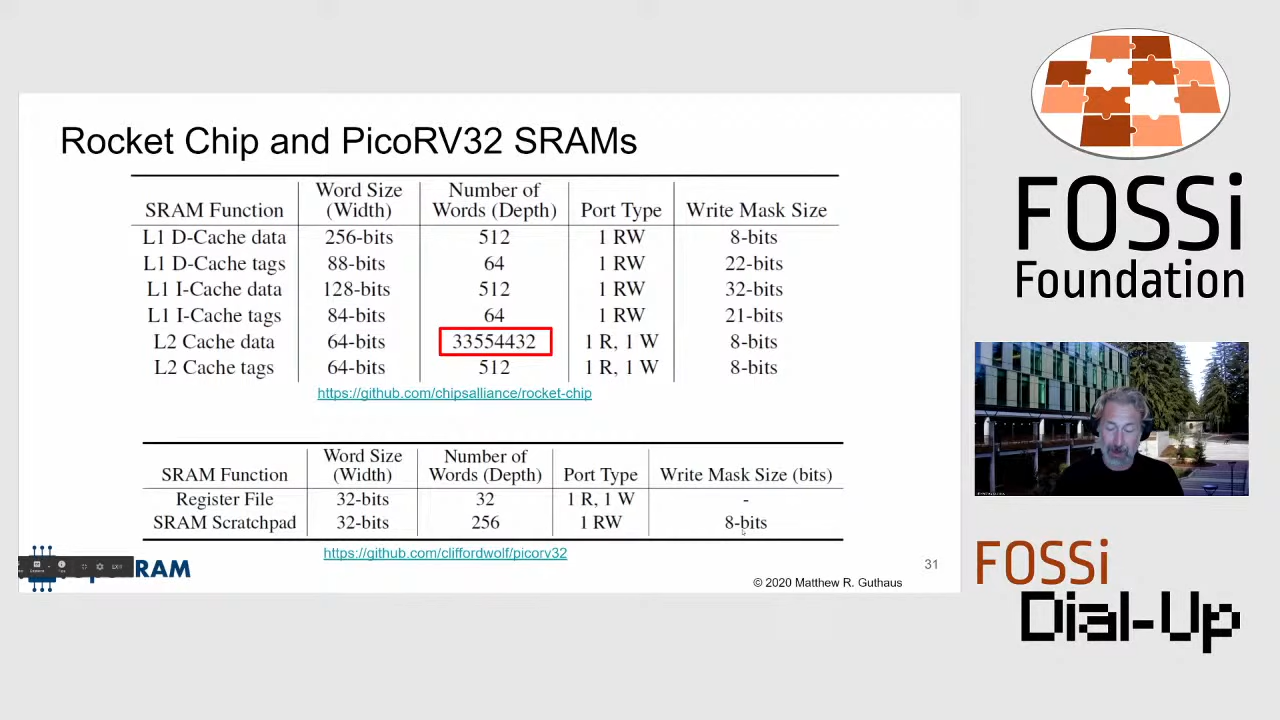 Rocket Chip and PicoRV32 SRAMs
SRAM Function Word Size (Width) Number of Words (Depth) Port Type Write Mask Size
L1 D-Cache data 256-bits 512 1 RW 8-bits
L1 D-Cache tags 88-bits 64 1 RW 22-bits
L1 I-Cache data 128-bits 512 1 RW 32-bits
L1 I-Cache tags 84-bits 64 1 RW 21-bits
L2 Cache data 64-bits 33554432 1 R, 1 W 8-bits
L2 Cache tags 64-bits 512 1 R, 1 W 8-bits
https://github.com/chipsalliance/rocket-chip
SRAM Function Word Size (Width) Number of Words (Depth) Port Type Write Mask Size (bits)
Register File 32-bits 32 1 R, 1 W -
SRAM Scratchpad 32-bits 256 1 RW 8-bits
https://github.com/cliffordwolf/picorv32
RAM
31
© 2020 Matthew R. Guthaus
FOSSi
Foundation
FOSSi
Dial-Up